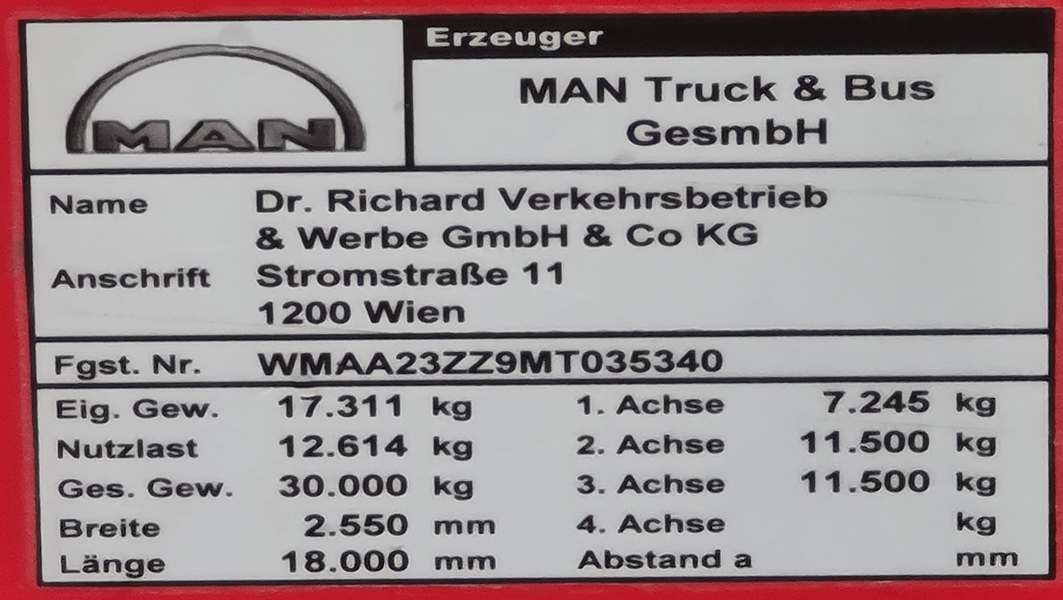 MAN
Erzeuger
MAN Truck & Bus
GesmbH
Name Dr. Richard Verkehrsbetrieb
& Werbe GmbH & Co KG
Anschrift Stromstraße 11
1200 Wien
Fgst. Nr. WMAA23ZZ9MT035340
Eig. Gew. 17.311 kg 1. Achse 7.245 kg
Nutzlast 12.614 kg 2. Achse 11.500 kg
Ges. Gew. 30.000 kg 3. Achse 11.500 kg
Breite 2.550 mm 4. Achse kg
Länge 18.000 mm Abstand a mm